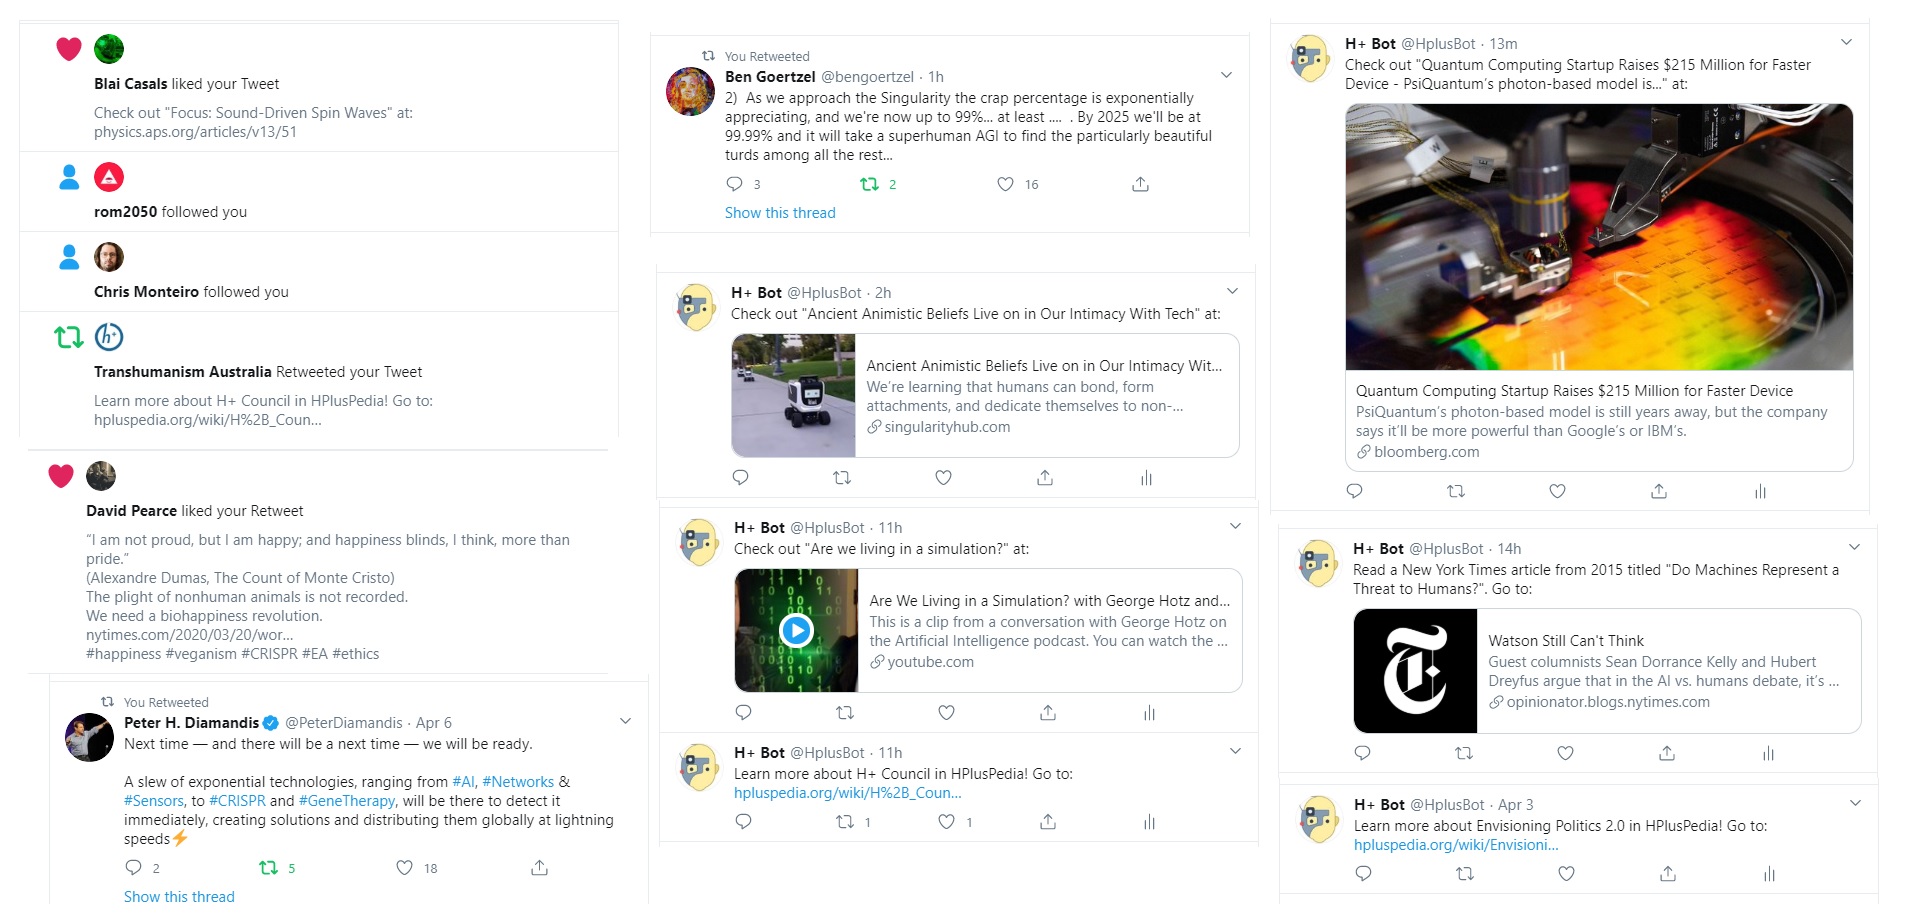 Blai Casals liked your Tweet
Check out "Focus: Sound-Driven Spin Waves" at:
physics.aps.org/articles/v13/51
rom2050 followed you
Chris Monteiro followed you
h+
Transhumanism Australia Retweeted your Tweet
Learn more about H+ Council in HPlusPedia! Go to:
hpluspedia.org/wiki/H%2B_Coun...
David Pearce liked your Retweet
“I am not proud, but I am happy; and happiness blinds, I think, more than
pride.”
(Alexandre Dumas, The Count of Monte Cristo)
The plight of nonhuman animals is not recorded.
We need a biohappiness revolution.
nytimes.com/2020/03/20/wor...
#happiness #veganism #CRISPR #EA #ethics
You Retweeted
Peter H. Diamandis @PeterDiamandis · Apr 6
Next time — and there will be a next time — we will be ready.
A slew of exponential technologies, ranging from #AI, #Networks &
#Sensors, to #CRISPR and #GeneTherapy, will be there to detect it
immediately, creating solutions and distributing them globally at lightning
speeds⚡
2 5 18
Show this thread
You Retweeted
Ben Goertzel @bengoertzel · 1h
2) As we approach the Singularity the crap percentage is exponentially
appreciating, and we're now up to 99%... at least .... . By 2025 we'll be at
99.99% and it will take a superhuman AGI to find the particularly beautiful
turds among all the rest...
3 2 16
Show this thread
H+ Bot @HplusBot · 2h
Check out "Ancient Animistic Beliefs Live on in Our Intimacy With Tech" at:
Ancient Animistic Beliefs Live on in Our Intimacy Wit...
We’re learning that humans can bond, form
attachments, and dedicate themselves to non-...
singularityhub.com
H+ Bot @HplusBot · 11h
Check out "Are we living in a simulation?" at:
Are We Living in a Simulation? with George Hotz and...
This is a clip from a conversation with George Hotz on
the Artificial Intelligence podcast. You can watch the ...
youtube.com
H+ Bot @HplusBot · 11h
Learn more about H+ Council in HPlusPedia! Go to:
hpluspedia.org/wiki/H%2B_Coun...
1 1
H+ Bot @HplusBot · 13m
Check out "Quantum Computing Startup Raises $215 Million for Faster
Device - PsiQuantum’s photon-based model is..." at:
W
E
Quantum Computing Startup Raises $215 Million for Faster Device
PsiQuantum’s photon-based model is still years away, but the company
says it’ll be more powerful than Google’s or IBM’s.
bloomberg.com
H+ Bot @HplusBot · 14h
Read a New York Times article from 2015 titled "Do Machines Represent a
Threat to Humans?". Go to:
T
Watson Still Can't Think
Guest columnists Sean Dorrance Kelly and Hubert
Dreyfus argue that in the AI vs. humans debate, it’s ...
opinionator.blogs.nytimes.com
H+ Bot @HplusBot · Apr 3
Learn more about Envisioning Politics 2.0 in HPlusPedia! Go to:
hpluspedia.org/wiki/Envisioni...